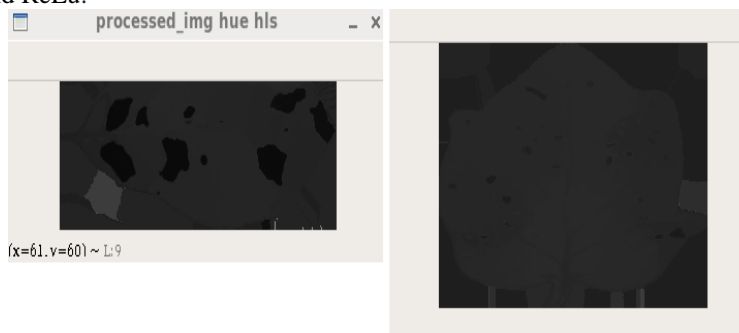 processed_img hue hls
(x=61, y=60) ~ L:9